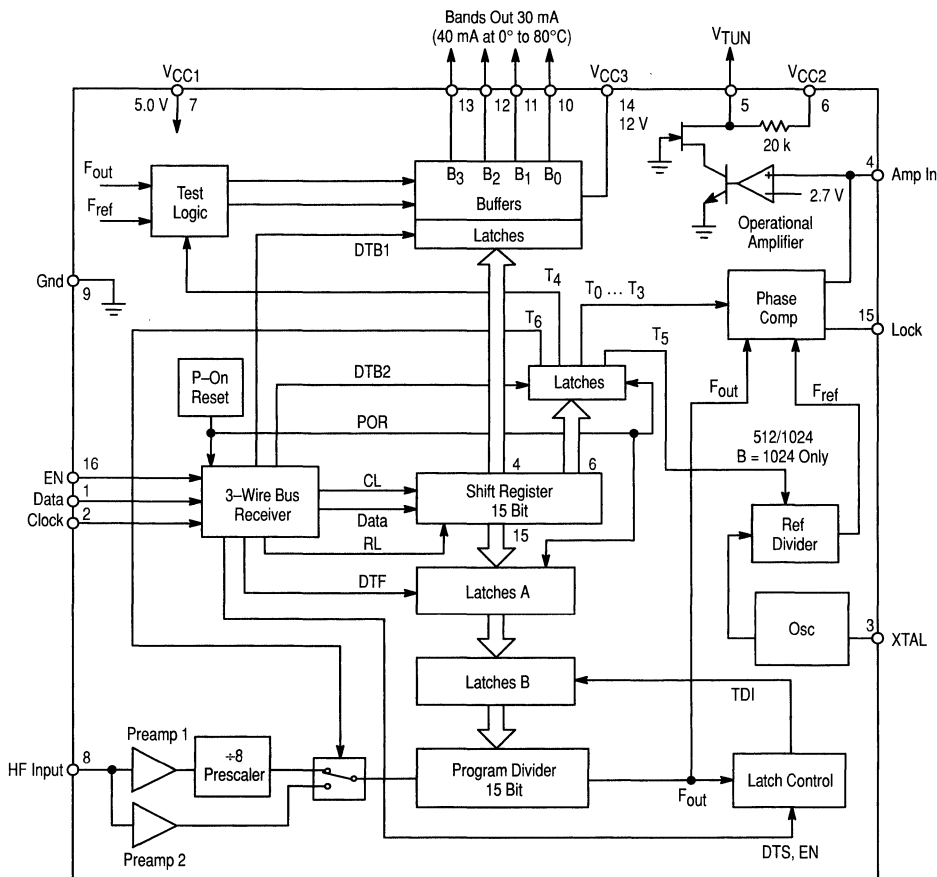 Bands Out 30 mA
(40 mA at 0° to 80°C)
VTUN
VCC1
VCC3
VCC2
5.0 V
7
13
12
11
10
14
12 V
5
6
20 k
4
Amp In
Fout
Fref
Test
Logic
B3
B2
B1
B0
Buffers
Latches
2.7 V
Operational
Amplifier
DTB1
Gnd
9
T4
T0 ... T3
T6
T5
Phase
Comp
15
Lock
P–On
Reset
DTB2
Latches
Fout
Fref
POR
512/1024
B = 1024 Only
EN
16
Data
1
Clock
2
3–Wire Bus
Receiver
CL
Data
RL
4
6
Shift Register
15 Bit
15
Ref
Divider
DTF
Latches A
Osc
3
XTAL
Latches B
TDI
HF Input
8
Preamp 1
÷8
Prescaler
Program Divider
15 Bit
Fout
Latch Control
Preamp 2
DTS, EN